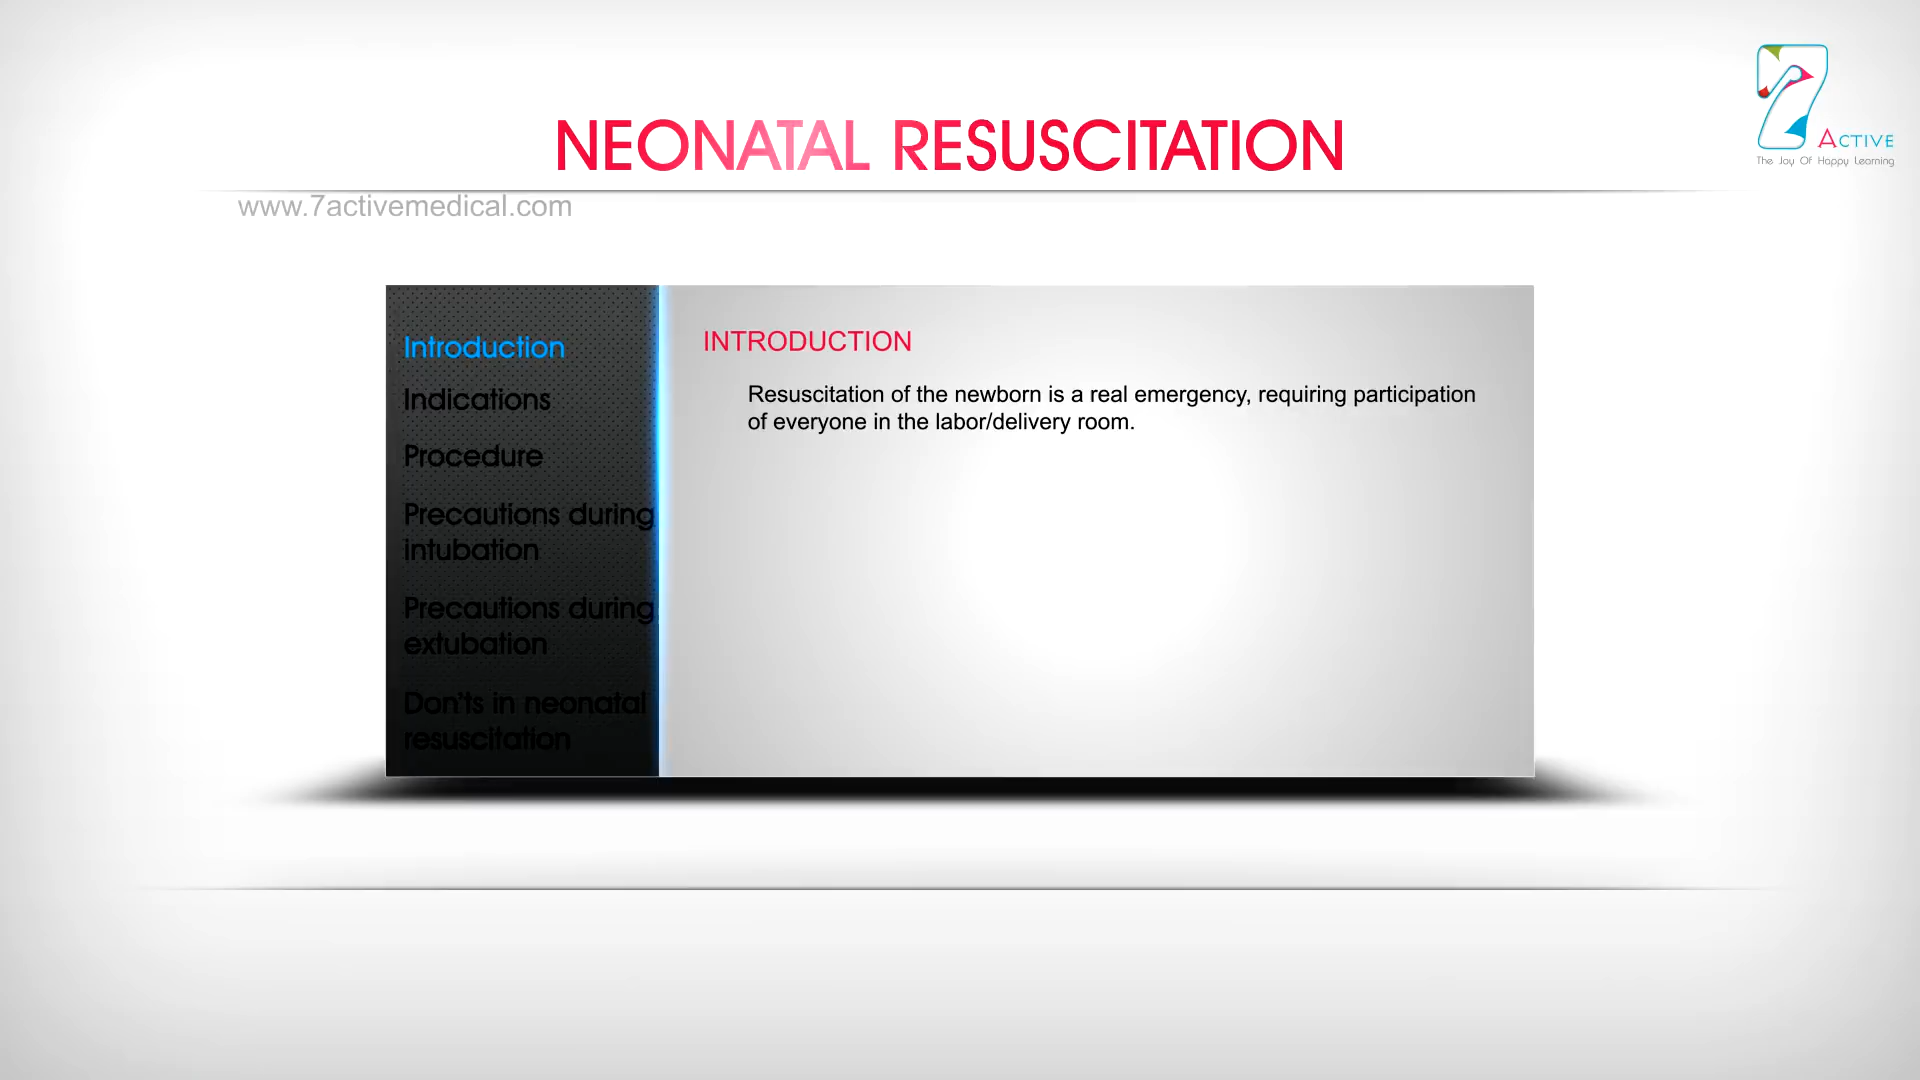 NEONATAL RESUSCITATION
ACTIVE
The Joy Of Happy Learning
www.7activemedical.com
Introduction
Indications
Procedure
Precautions during
intubation
Precautions during
extubation
Don'ts in neonatal
resuscitation
INTRODUCTION
Resuscitation of the newborn is a real emergency, requiring participation
of everyone in the labor/delivery room.